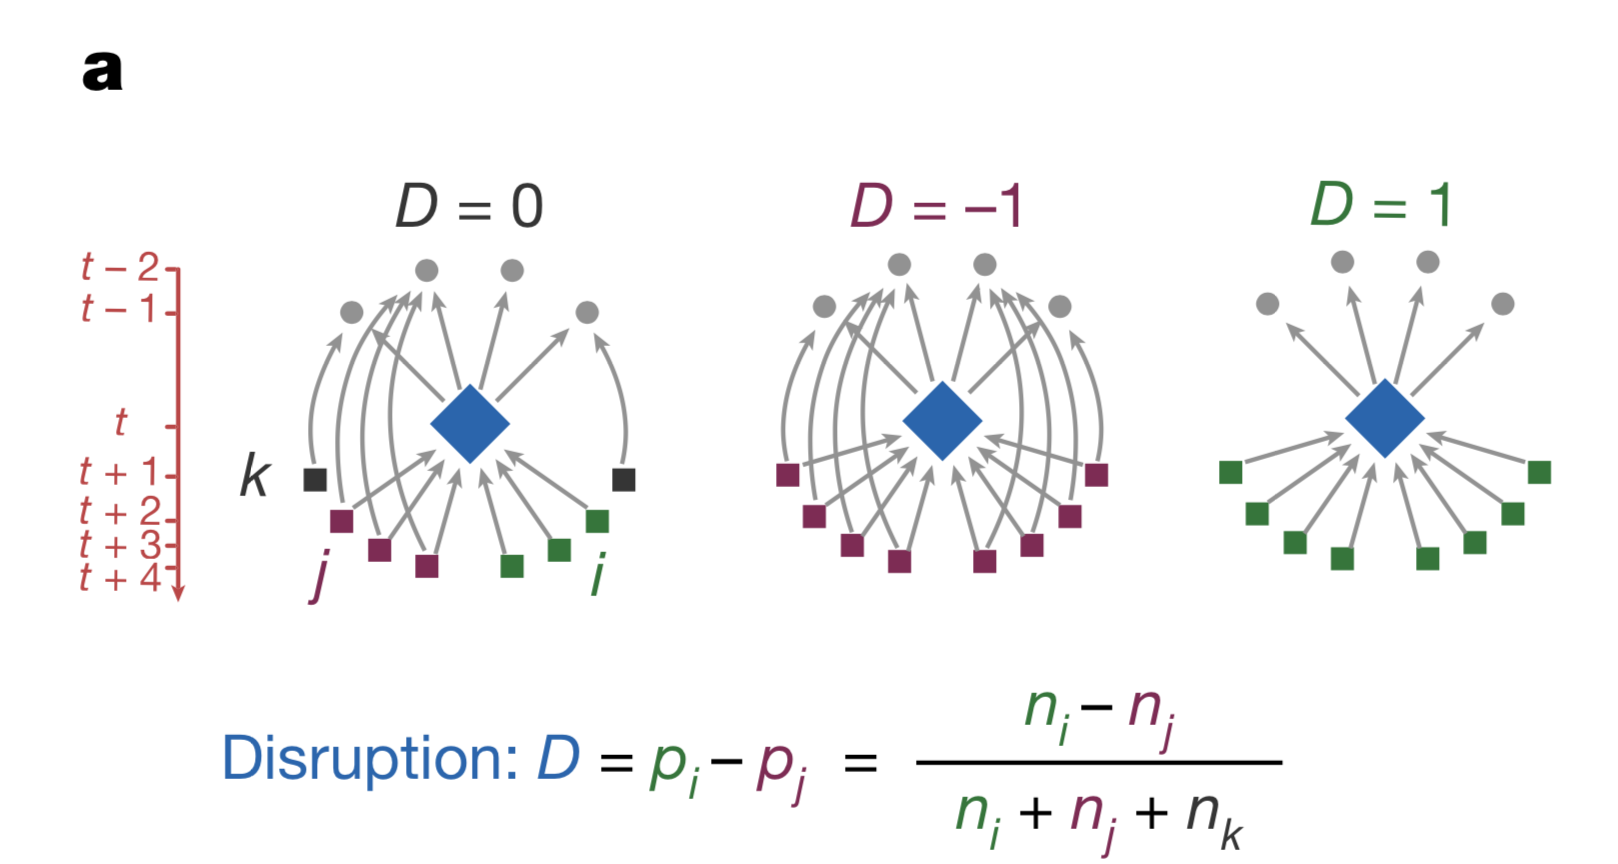 a
D = 0
D = –1
D = 1
t – 2
t – 1
t
t + 1
t + 2
t + 3
t + 4
k
j
i
Disruption: D = pᵢ – pⱼ = (nᵢ – nⱼ) / (nᵢ + nⱼ + nₖ)